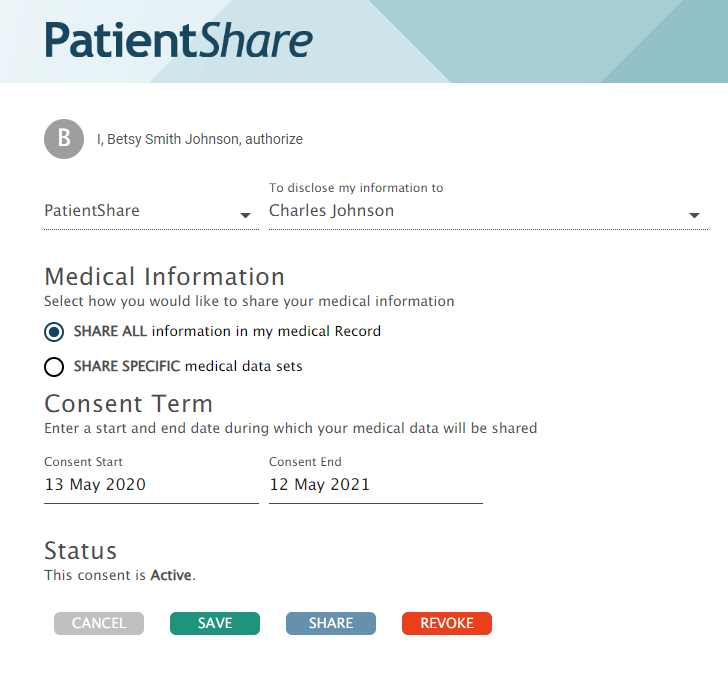 PatientShare
B
I, Betsy Smith Johnson, authorize
To disclose my information to
PatientShare
Charles Johnson
Medical Information
Select how you would like to share your medical information
SHARE ALL information in my medical Record
SHARE SPECIFIC medical data sets
Consent Term
Enter a start and end date during which your medical data will be shared
Consent Start
Consent End
13 May 2020
12 May 2021
Status
This consent is Active.
CANCEL
SAVE
SHARE
REVOKE